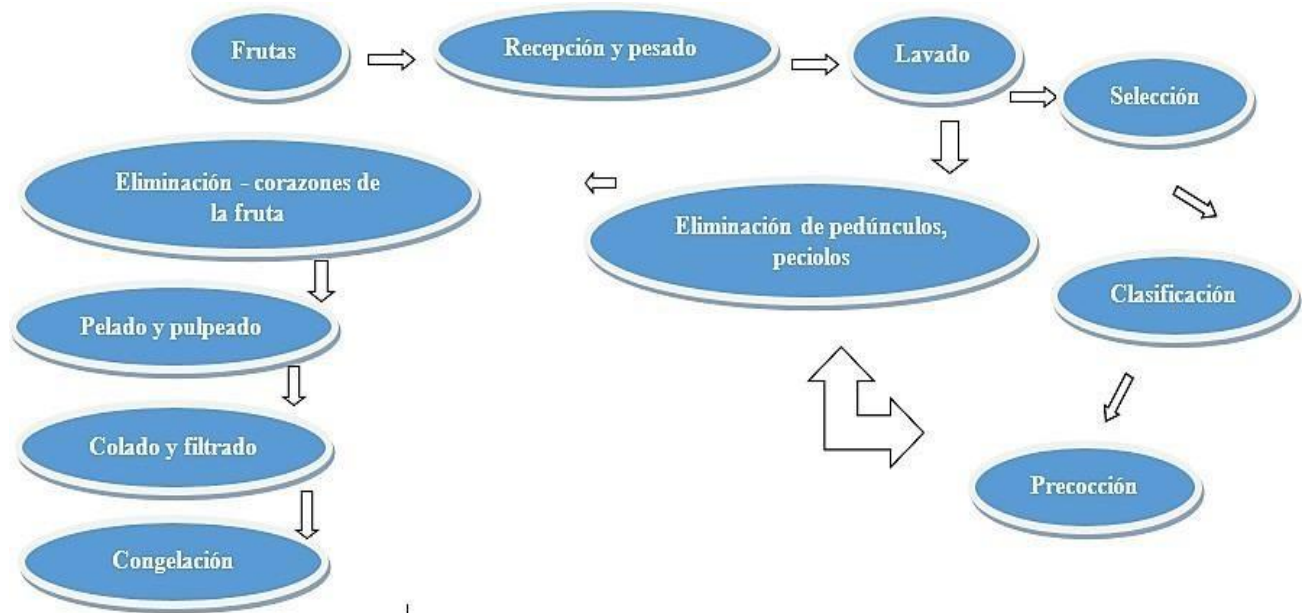 Frutas
Recepción y pesado
Lavado
Selección
Eliminación - corazones de
la fruta
Eliminación de pedúnculos,
peciolos
Clasificación
Pelado y pulpeado
Colado y filtrado
Precocción
Congelación